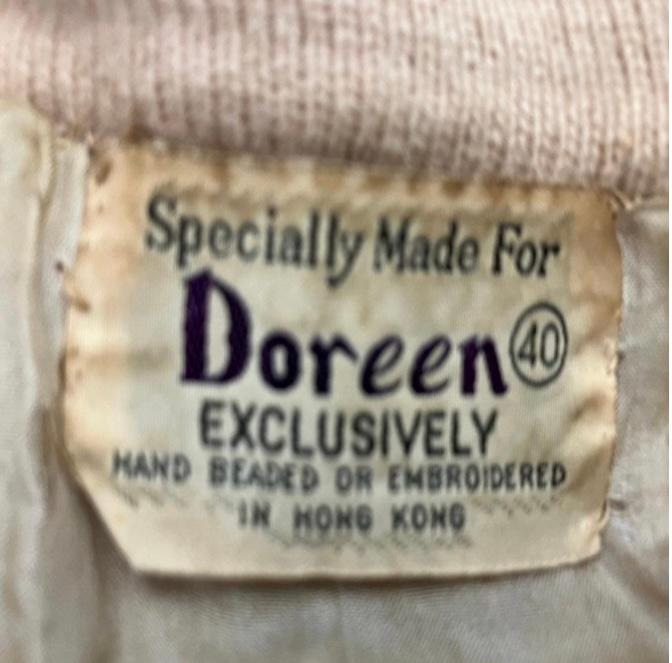 Specially Made For
Doreen 40
EXCLUSIVELY
HAND BEADED OR EMBROIDERED
IN HONG KONG